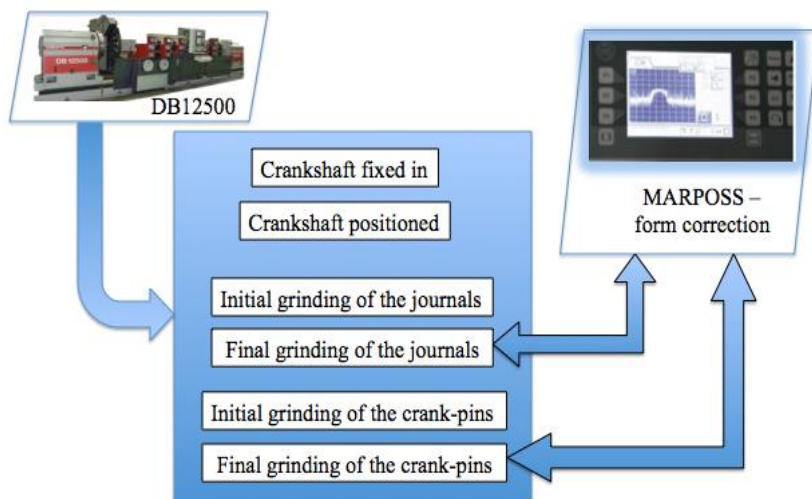 DB 12500
DB12500
Crankshaft fixed in
Crankshaft positioned
MARPOSS –
form correction
Initial grinding of the journals
Final grinding of the journals
Initial grinding of the crank-pins
Final grinding of the crank-pins